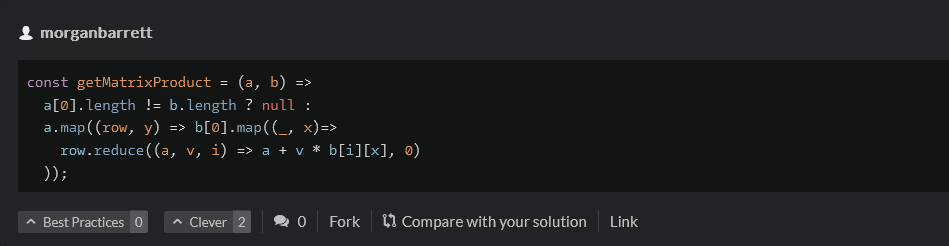 morganbarrett
const getMatrixProduct = (a, b) =>
  a[0].length != b.length ? null :
  a.map((row, y) => b[0].map((_, x)=>
    row.reduce((a, v, i) => a + v * b[i][x], 0)
  ));
Best Practices 0 Clever 2 0 Fork Compare with your solution Link